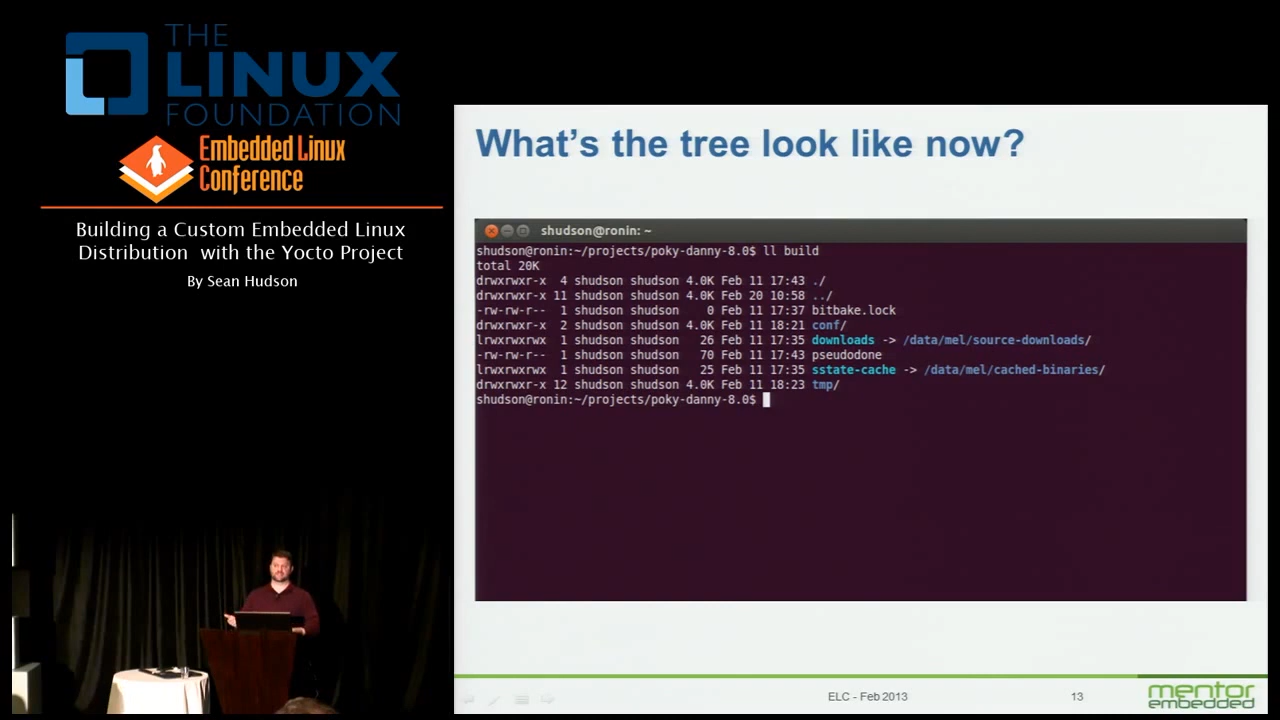 THE
LINUX
FOUNDATION
Embedded Linux
Conference
Building a Custom Embedded Linux
Distribution  with the Yocto Project
By Sean Hudson
What's the tree look like now?
shudson@ronin: ~
shudson@ronin:~/projects/poky-danny-8.0$ ll build
total 20K
drwxrwxr-x  4 shudson shudson 4.0K Feb 11 17:43 ./
drwxrwxr-x 11 shudson shudson 4.0K Feb 20 10:58 ../
-rw-rw-r--  1 shudson shudson    0 Feb 11 17:37 bitbake.lock
drwxrwxr-x  2 shudson shudson 4.0K Feb 11 18:21 conf/
lrwxrwxrwx  1 shudson shudson   26 Feb 11 17:35 downloads -> /data/mel/source-downloads/
-rw-rw-r--  1 shudson shudson   70 Feb 11 17:43 pseudodone
lrwxrwxrwx  1 shudson shudson   25 Feb 11 17:35 sstate-cache -> /data/mel/cached-binaries/
drwxrwxr-x 12 shudson shudson 4.0K Feb 11 18:23 tmp/
shudson@ronin:~/projects/poky-danny-8.0$
ELC - Feb 2013
13
mentor
embedded